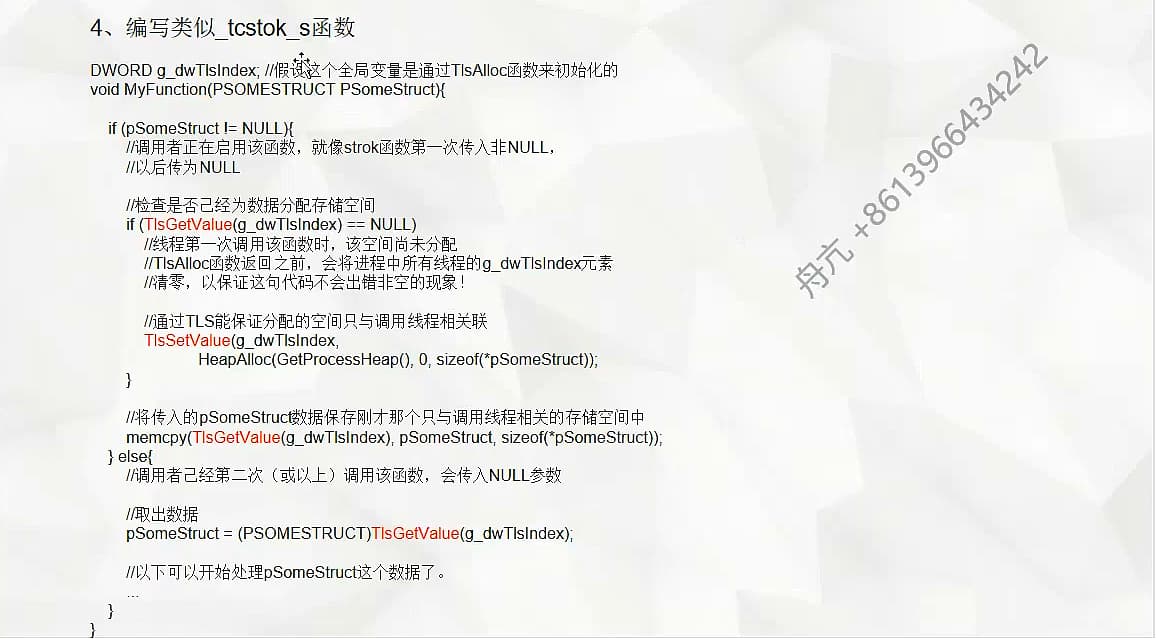 4、编写类似_tcstok_s函数
DWORD g_dwTlsIndex; //假设这个全局变量是通过TlsAlloc函数来初始化的
void MyFunction(PSOMESTRUCT PSomeStruct){
if (pSomeStruct != NULL){
//调用者正在启用该函数，就像strok函数第一次传入非NULL，
//以后传为NULL
//检查是否己经为数据分配存储空间
if (TlsGetValue(g_dwTlsIndex) == NULL)
//线程第一次调用该函数时，该空间尚未分配
//TlsAlloc函数返回之前，会将进程中所有线程的g_dwTlsIndex元素
//清零，以保证这句代码不会出错非空的现象！
//通过TLS能保证分配的空间只与调用线程相关联
TlsSetValue(g_dwTlsIndex,
HeapAlloc(GetProcessHeap(), 0, sizeof(*pSomeStruct));
}
//将传入的pSomeStruct数据保存刚才那个只与调用线程相关的存储空间中
memcpy(TlsGetValue(g_dwTlsIndex), pSomeStruct, sizeof(*pSomeStruct));
} else{
//调用者己经第二次（或以上）调用该函数，会传入NULL参数
//取出数据
pSomeStruct = (PSOMESTRUCT)TlsGetValue(g_dwTlsIndex);
//以下可以开始处理pSomeStruct这个数据了。
...
}
}
舟亢 +8613966434242